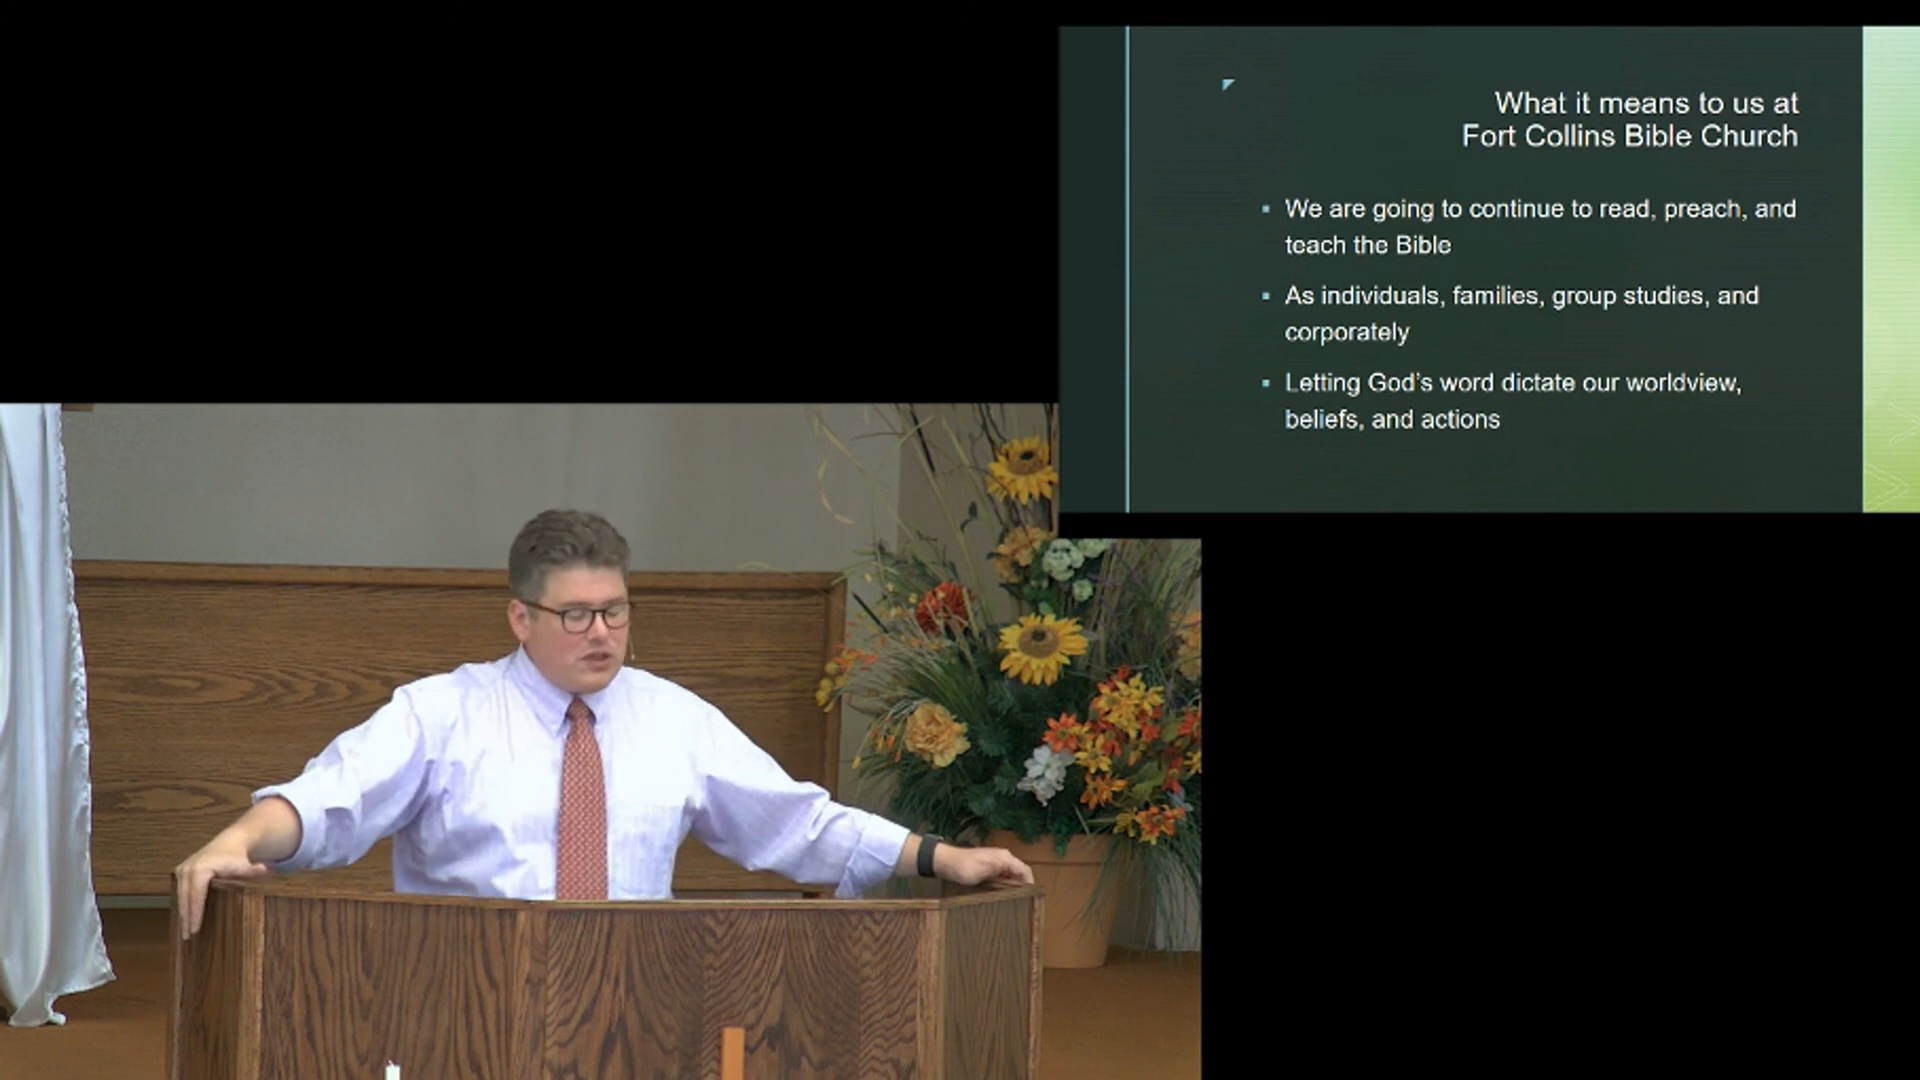 What it means to us at
Fort Collins Bible Church
We are going to continue to read, preach, and
teach the Bible
As individuals, families, group studies, and
corporately
Letting God’s word dictate our worldview,
beliefs, and actions